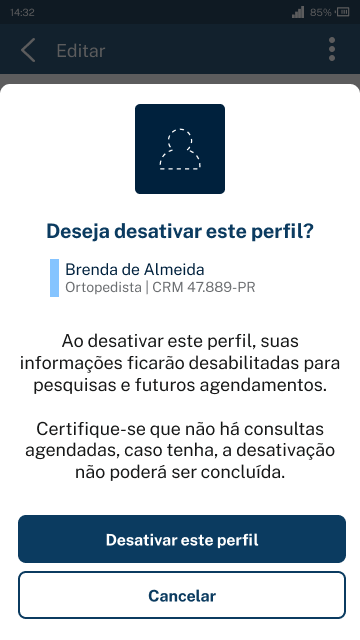 14:32
85%
Editar
Deseja desativar este perfil?
Brenda de Almeida
Ortopedista | CRM 47.889-PR
Ao desativar este perfil, suas
informações ficarão desabilitadas para
pesquisas e futuros agendamentos.
Certifique-se que não há consultas
agendadas, caso tenha, a desativação
não poderá ser concluída.
Desativar este perfil
Cancelar